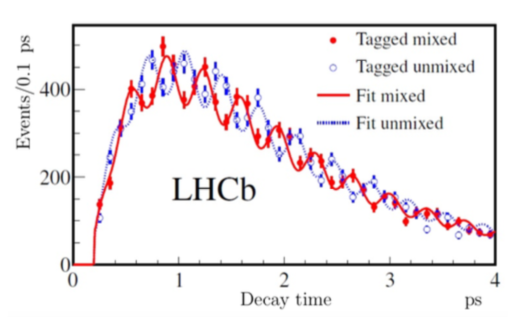 Events/0.1 ps
400
200
0
Tagged mixed
Tagged unmixed
Fit mixed
Fit unmixed
LHCb
0 1 2 3 4
Decay time ps